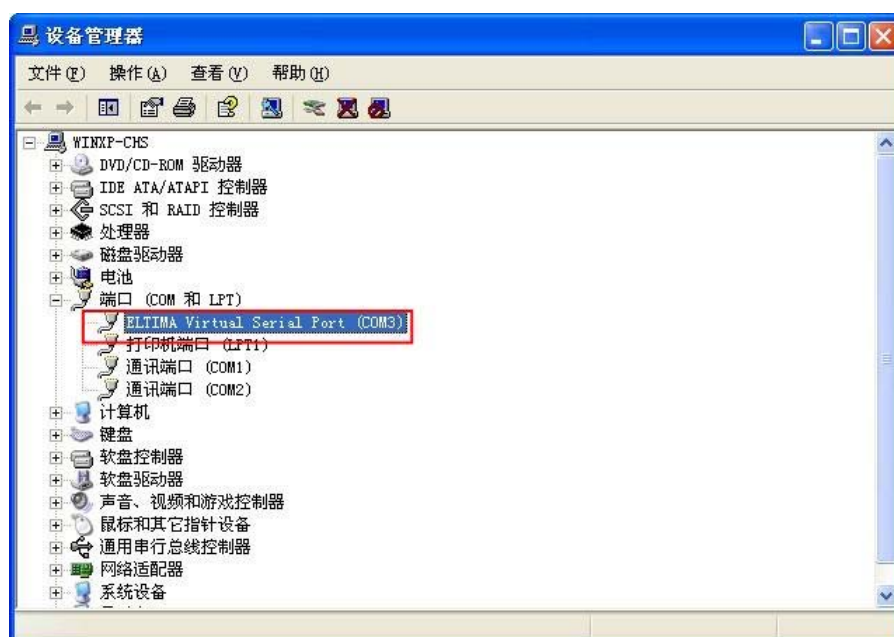 设备管理器
文件(F) 操作(A) 查看(V) 帮助(H)
WINXP-CHS
DVD/CD-ROM 驱动器
IDE ATA/ATAPI 控制器
SCSI 和 RAID 控制器
处理器
磁盘驱动器
电池
端口 (COM 和 LPT)
ELTIMA Virtual Serial Port (COM3)
打印机端口 (LPT1)
通讯端口 (COM1)
通讯端口 (COM2)
计算机
键盘
软盘控制器
软盘驱动器
声音、视频和游戏控制器
鼠标和其它指针设备
通用串行总线控制器
网络适配器
系统设备